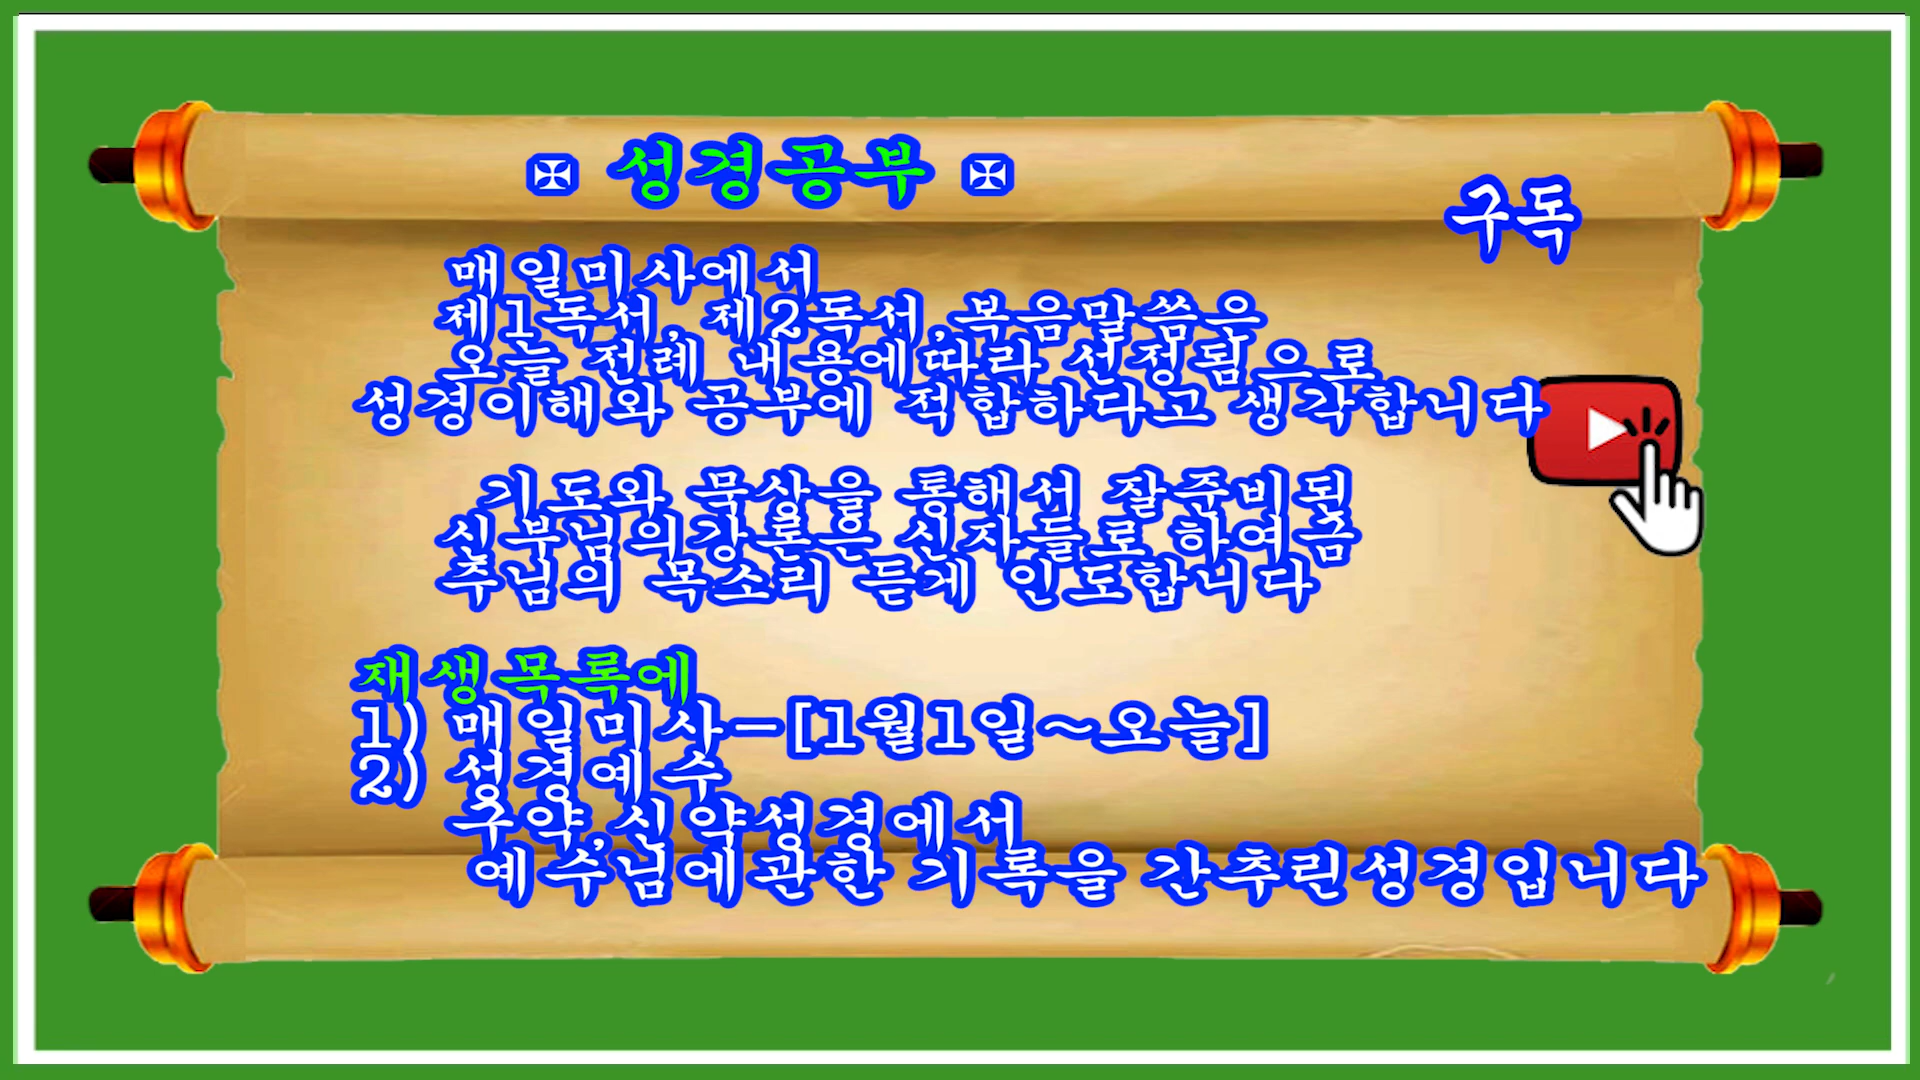 ✠ 성경공부 ✠
구독
매일미사에서
제1독서, 제2독서,복음말씀은
오늘 전례 내용에따라 선정됨으로
성경이해와 공부에 적합하다고 생각합니다
기도와 묵상을 통해서 잘준비된
신부님의강론은 신자들로 하여금
주님의 목소리 듣게 인도합니다
재생목록에
1) 매일미사-[1월1일~오늘]
2) 성경예수
구약,신약성경에서
예수님에관한 기록을 간추린성경입니다